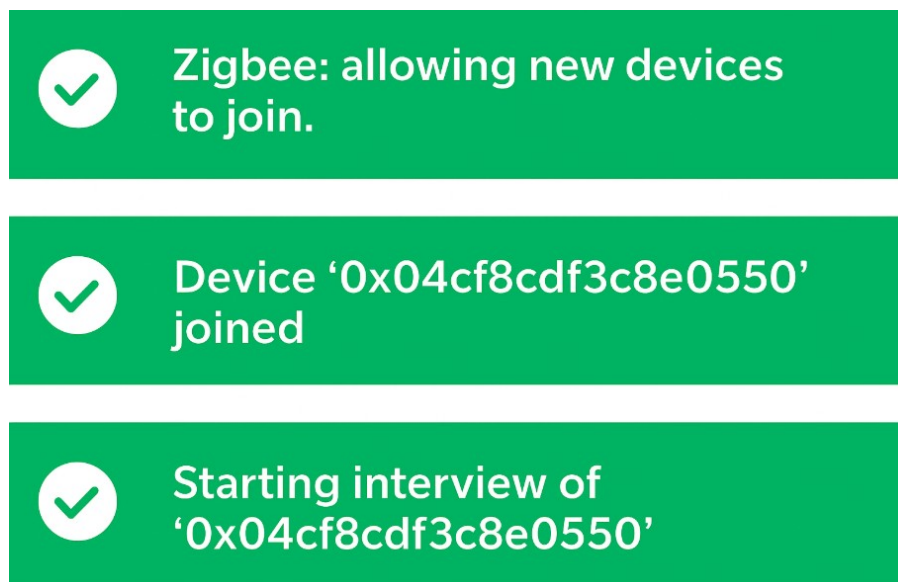 Zigbee: allowing new devices
to join.
Device ‘0x04cf8cdf3c8e0550’
joined
Starting interview of
‘0x04cf8cdf3c8e0550’